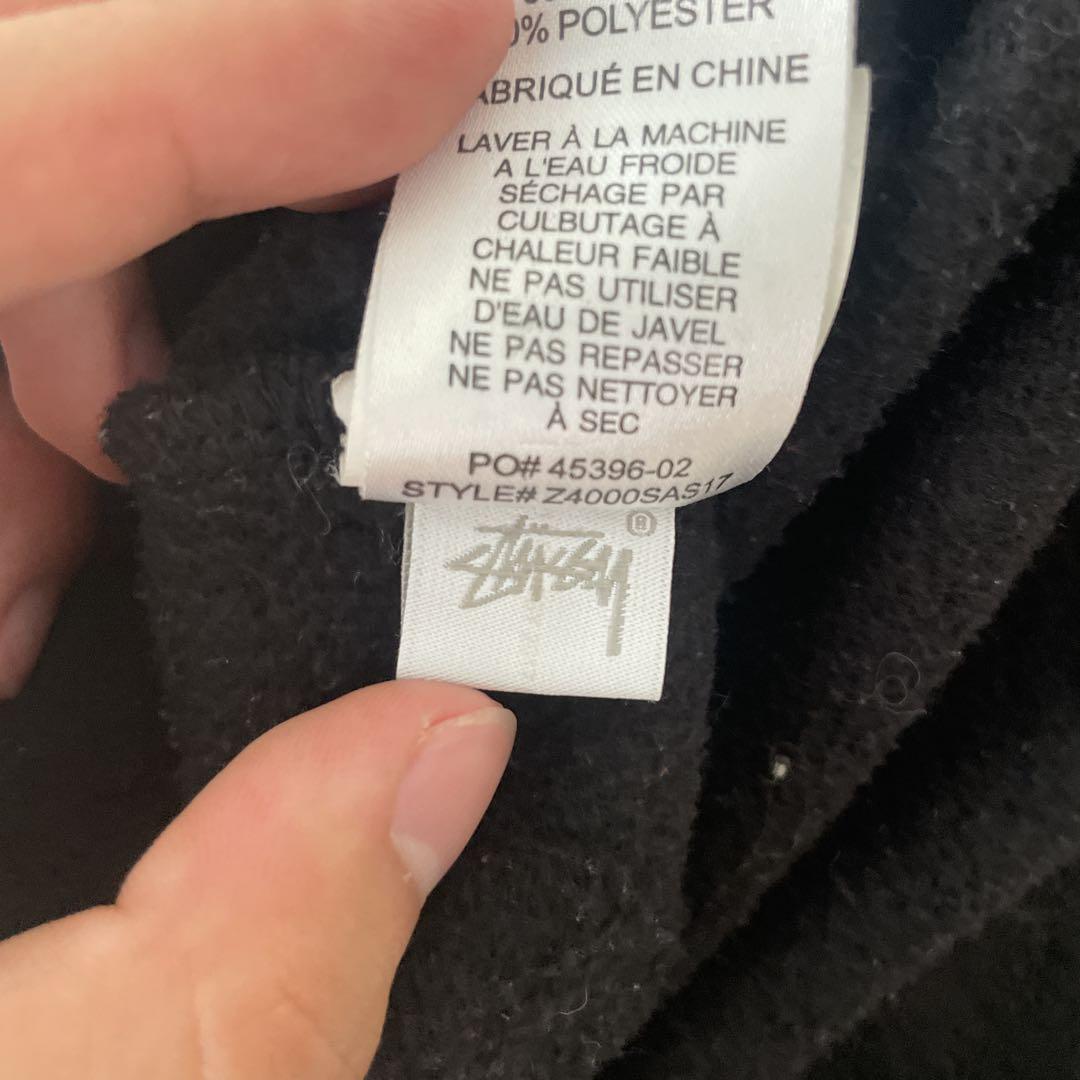 POLYESTER
EN CHINE
LAVER À LA MACHINE
A L'EAU FROIDE
SÉCHAGE PAR
CULBUTAGE À
CHALEUR FAIBLE
NE PAS UTILISER
D'EAU DE JAVEL
NE PAS REPASSER
NE PAS NETTOYER
À SEC
PO# 45396-02
STYLE# Z4000SAS17
STÜSSY ®